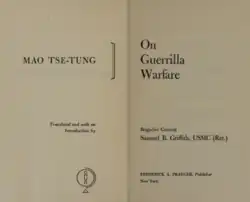 MAO TSE-TUNG
Translated and with an
Introduction by
On
Guerrilla
Warfare
Brigadier General
Samuel B. Griffith, USMC (Ret.)
FREDERICK A. PRAEGER, Publisher
New York